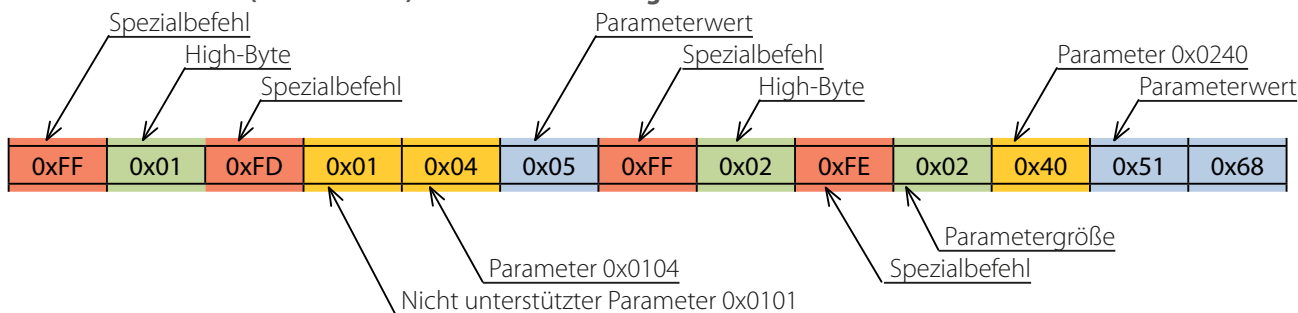 Spezialbefehl Parameterwert
High-Byte Spezialbefehl Parameter 0x0240
Spezialbefehl High-Byte Parameterwert
0xFF 0x01 0xFD 0x01 0x04 0x05 0xFF 0x02 0xFE 0x02 0x40 0x51 0x68
Parametergröße
Parameter 0x0104 Spezialbefehl
Nicht unterstützter Parameter 0x0101